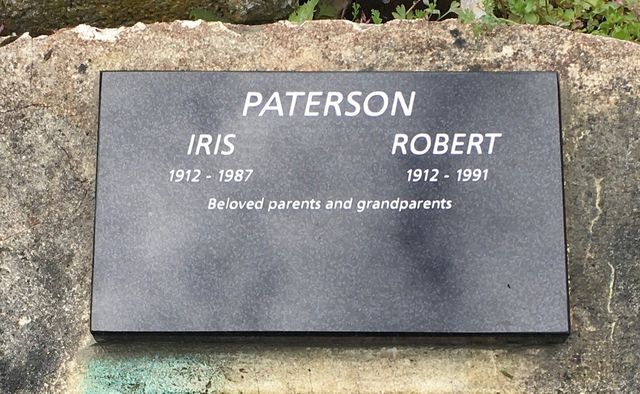 PATERSON
IRIS ROBERT
1912 - 1987 1912 - 1991
Beloved parents and grandparents